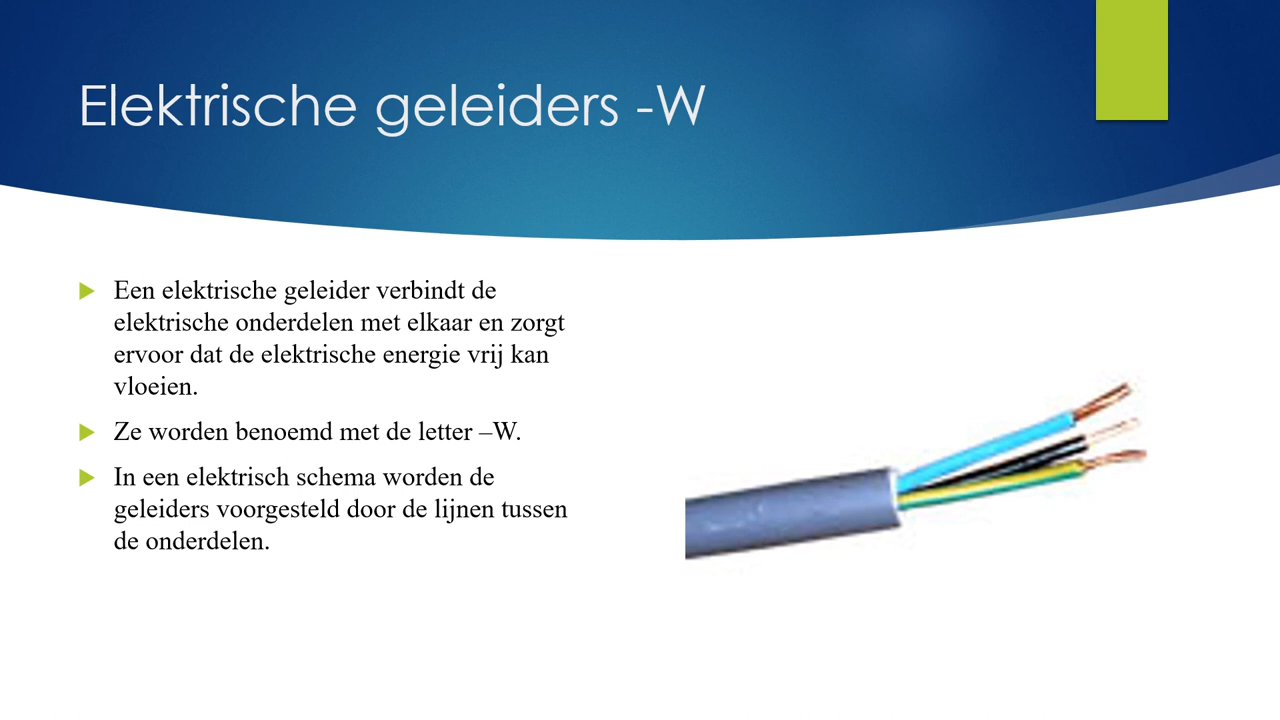 Elektrische geleiders -W
Een elektrische geleider verbindt de
elektrische onderdelen met elkaar en zorgt
ervoor dat de elektrische energie vrij kan
vloeien.
Ze worden benoemd met de letter –W.
In een elektrisch schema worden de
geleiders voorgesteld door de lijnen tussen
de onderdelen.